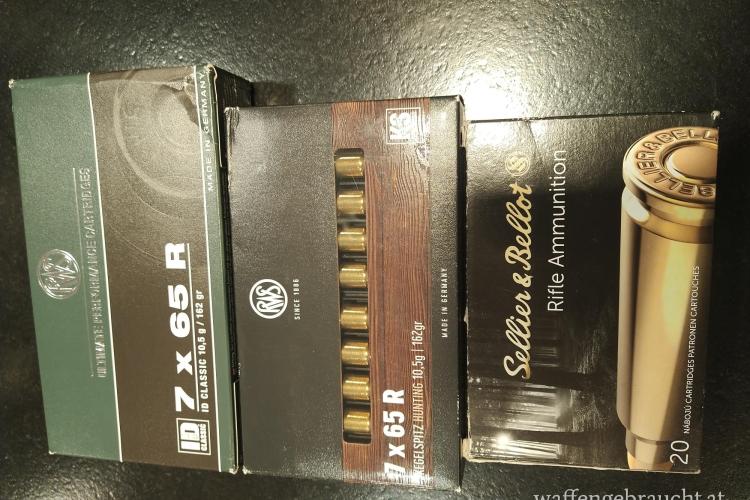 RWS
ULTIMATE PERFORMANCE CARTRIDGES
MADE IN GERMANY
7 x 65 R
ID CLASSIC 10,5 g / 162 gr
ID
CLASSIC
KS
RWS
SINCE 1886
MADE IN GERMANY
7 x 65 R
KEGELSPITZ HUNTING 10,5g | 162gr
Sellier & Bellot
Rifle Ammunition
SELLIER & BELL
BELLOT
20 NÁBOJŮ CARTRIDGES PATRONEN CARTOUCHES
waffengebraucht.at